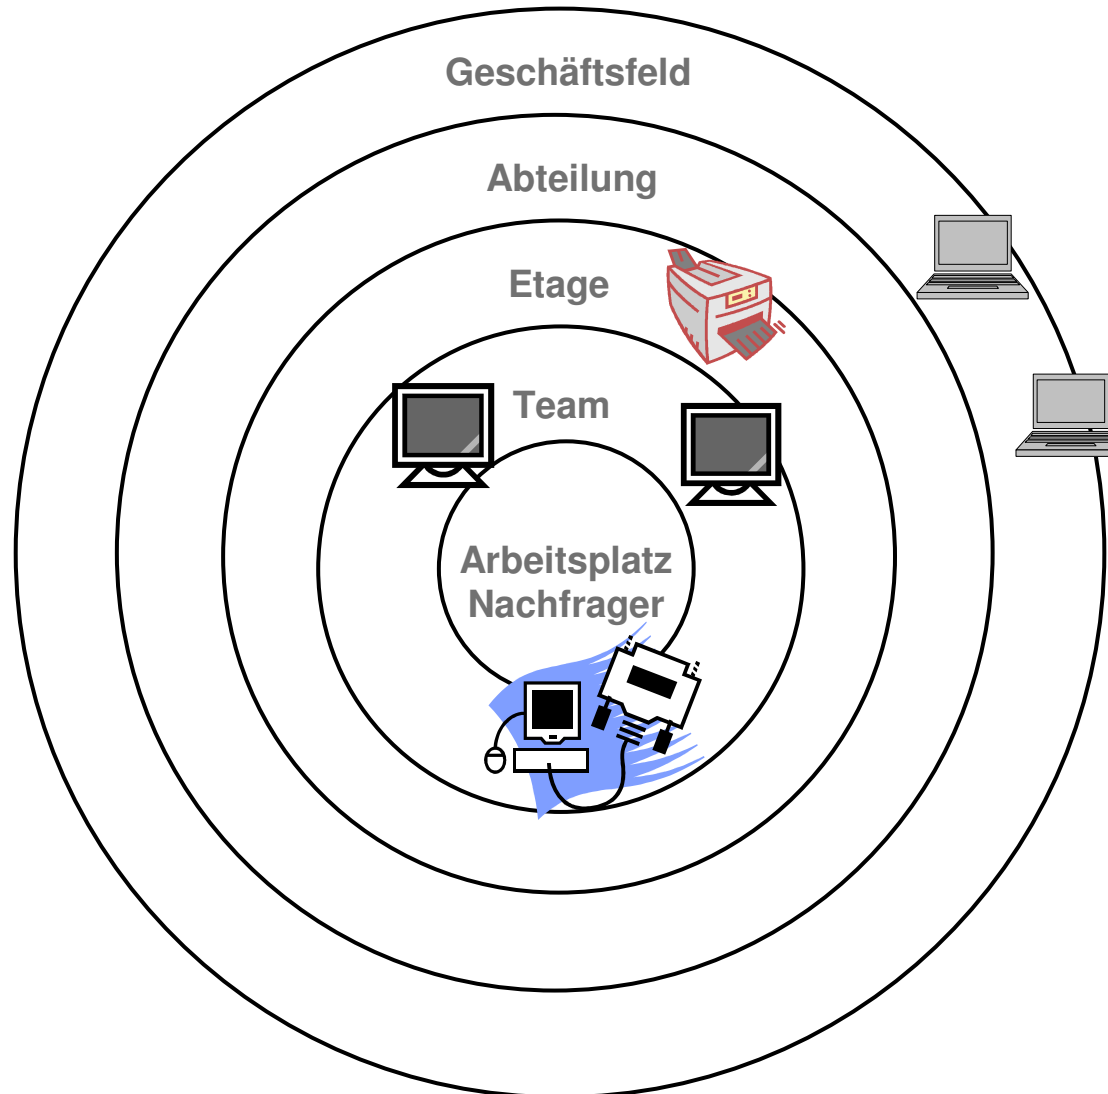 Geschäftsfeld
Abteilung
Etage
Team
Arbeitsplatz
Nachfrager